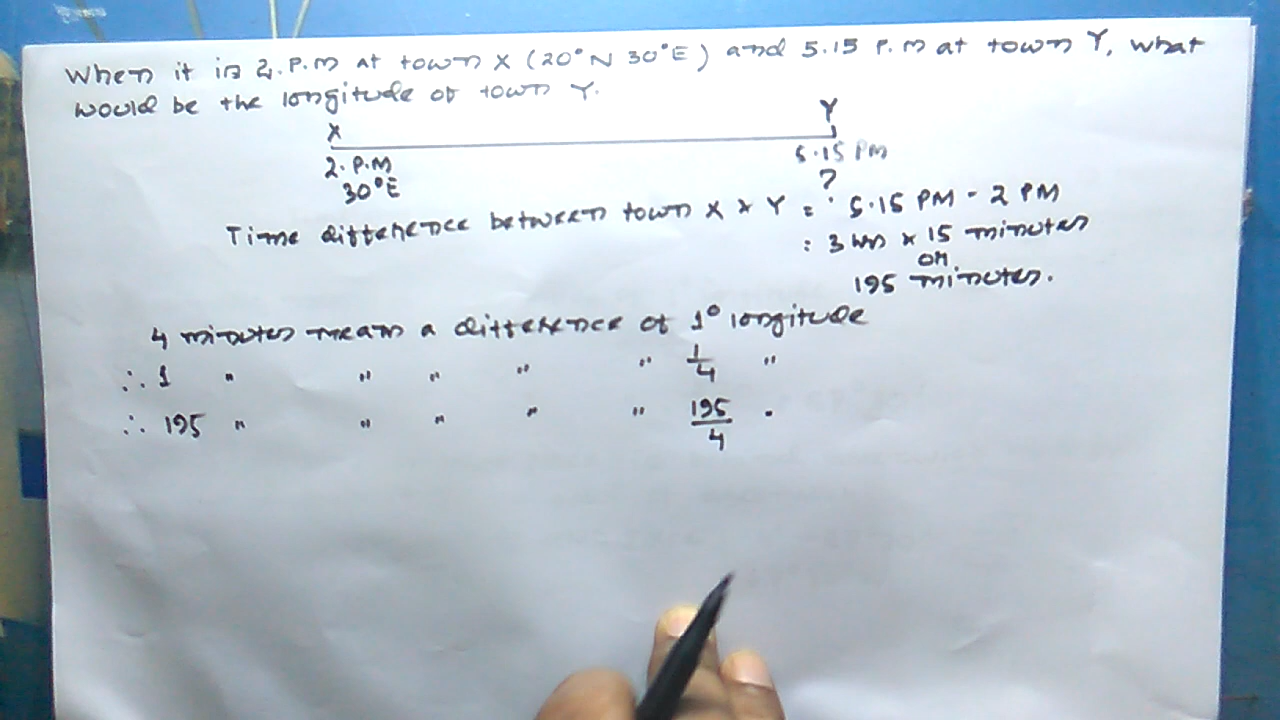 When it is 2. P.M at town X (20°N 30°E) and 5.15 P.M at town Y, what
would be the longitude of town Y.
X Y
2. P.M 5.15 PM
30°E ?
Time difference between town X & Y = 5.15 PM - 2 PM
= 3 hrs & 15 minutes
or
195 minutes.
4 minutes mean a difference of 1° longitude
∴ 1 " " " " " 1/4 "
∴ 195 " " " " " 195/4 "